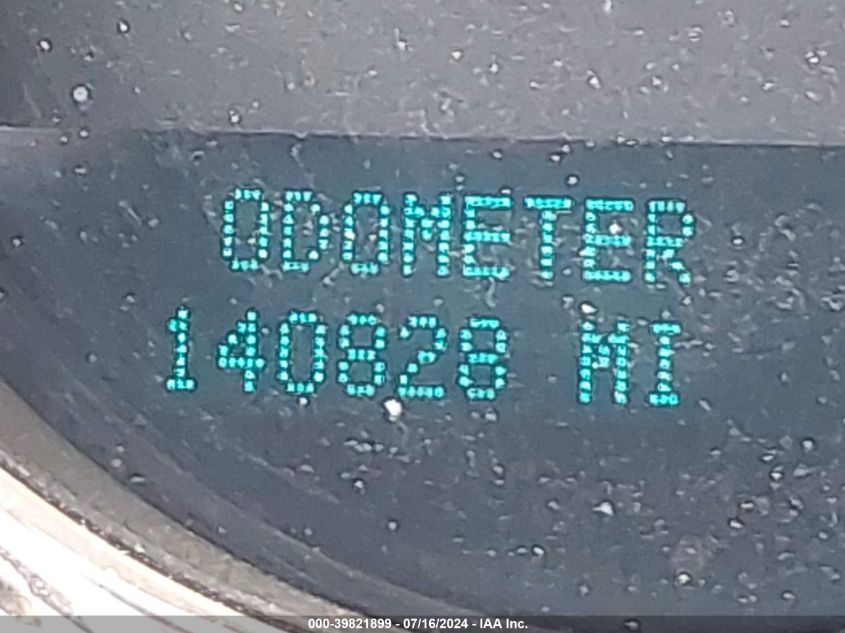 ODOMETER
140828 MI
000-39821899 - 07/16/2024 - IAA Inc.